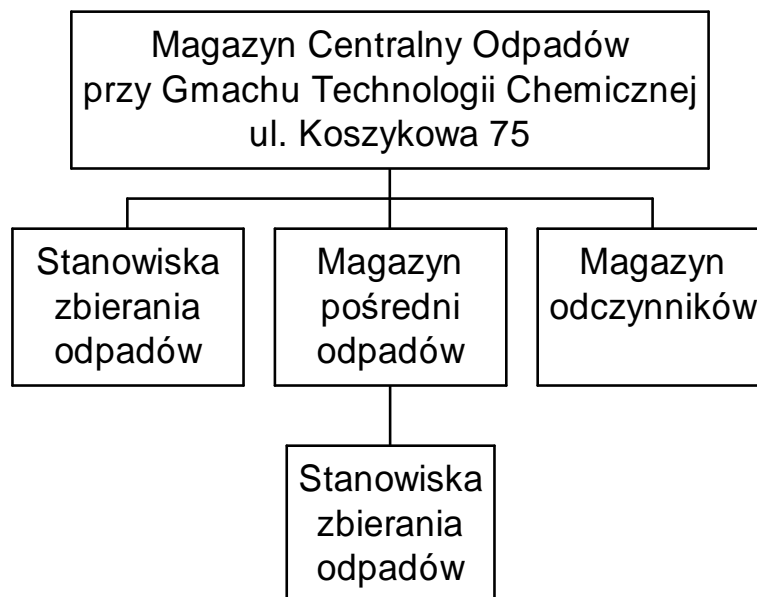 Magazyn Centralny Odpadów
przy Gmachu Technologii Chemicznej
ul. Koszykowa 75
Stanowiska
zbierania
odpadów
Magazyn
pośredni
odpadów
Magazyn
odczynników
Stanowiska
zbierania
odpadów